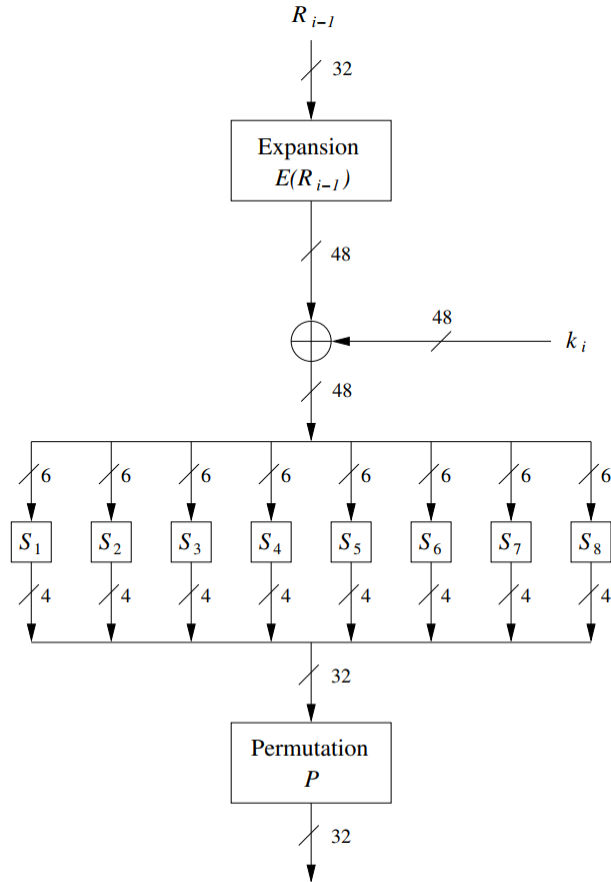 R i-1
32
Expansion
E(R i-1)
48
48
k i
48
6 6 6 6 6 6 6 6
S1 S2 S3 S4 S5 S6 S7 S8
4 4 4 4 4 4 4 4
32
Permutation
P
32